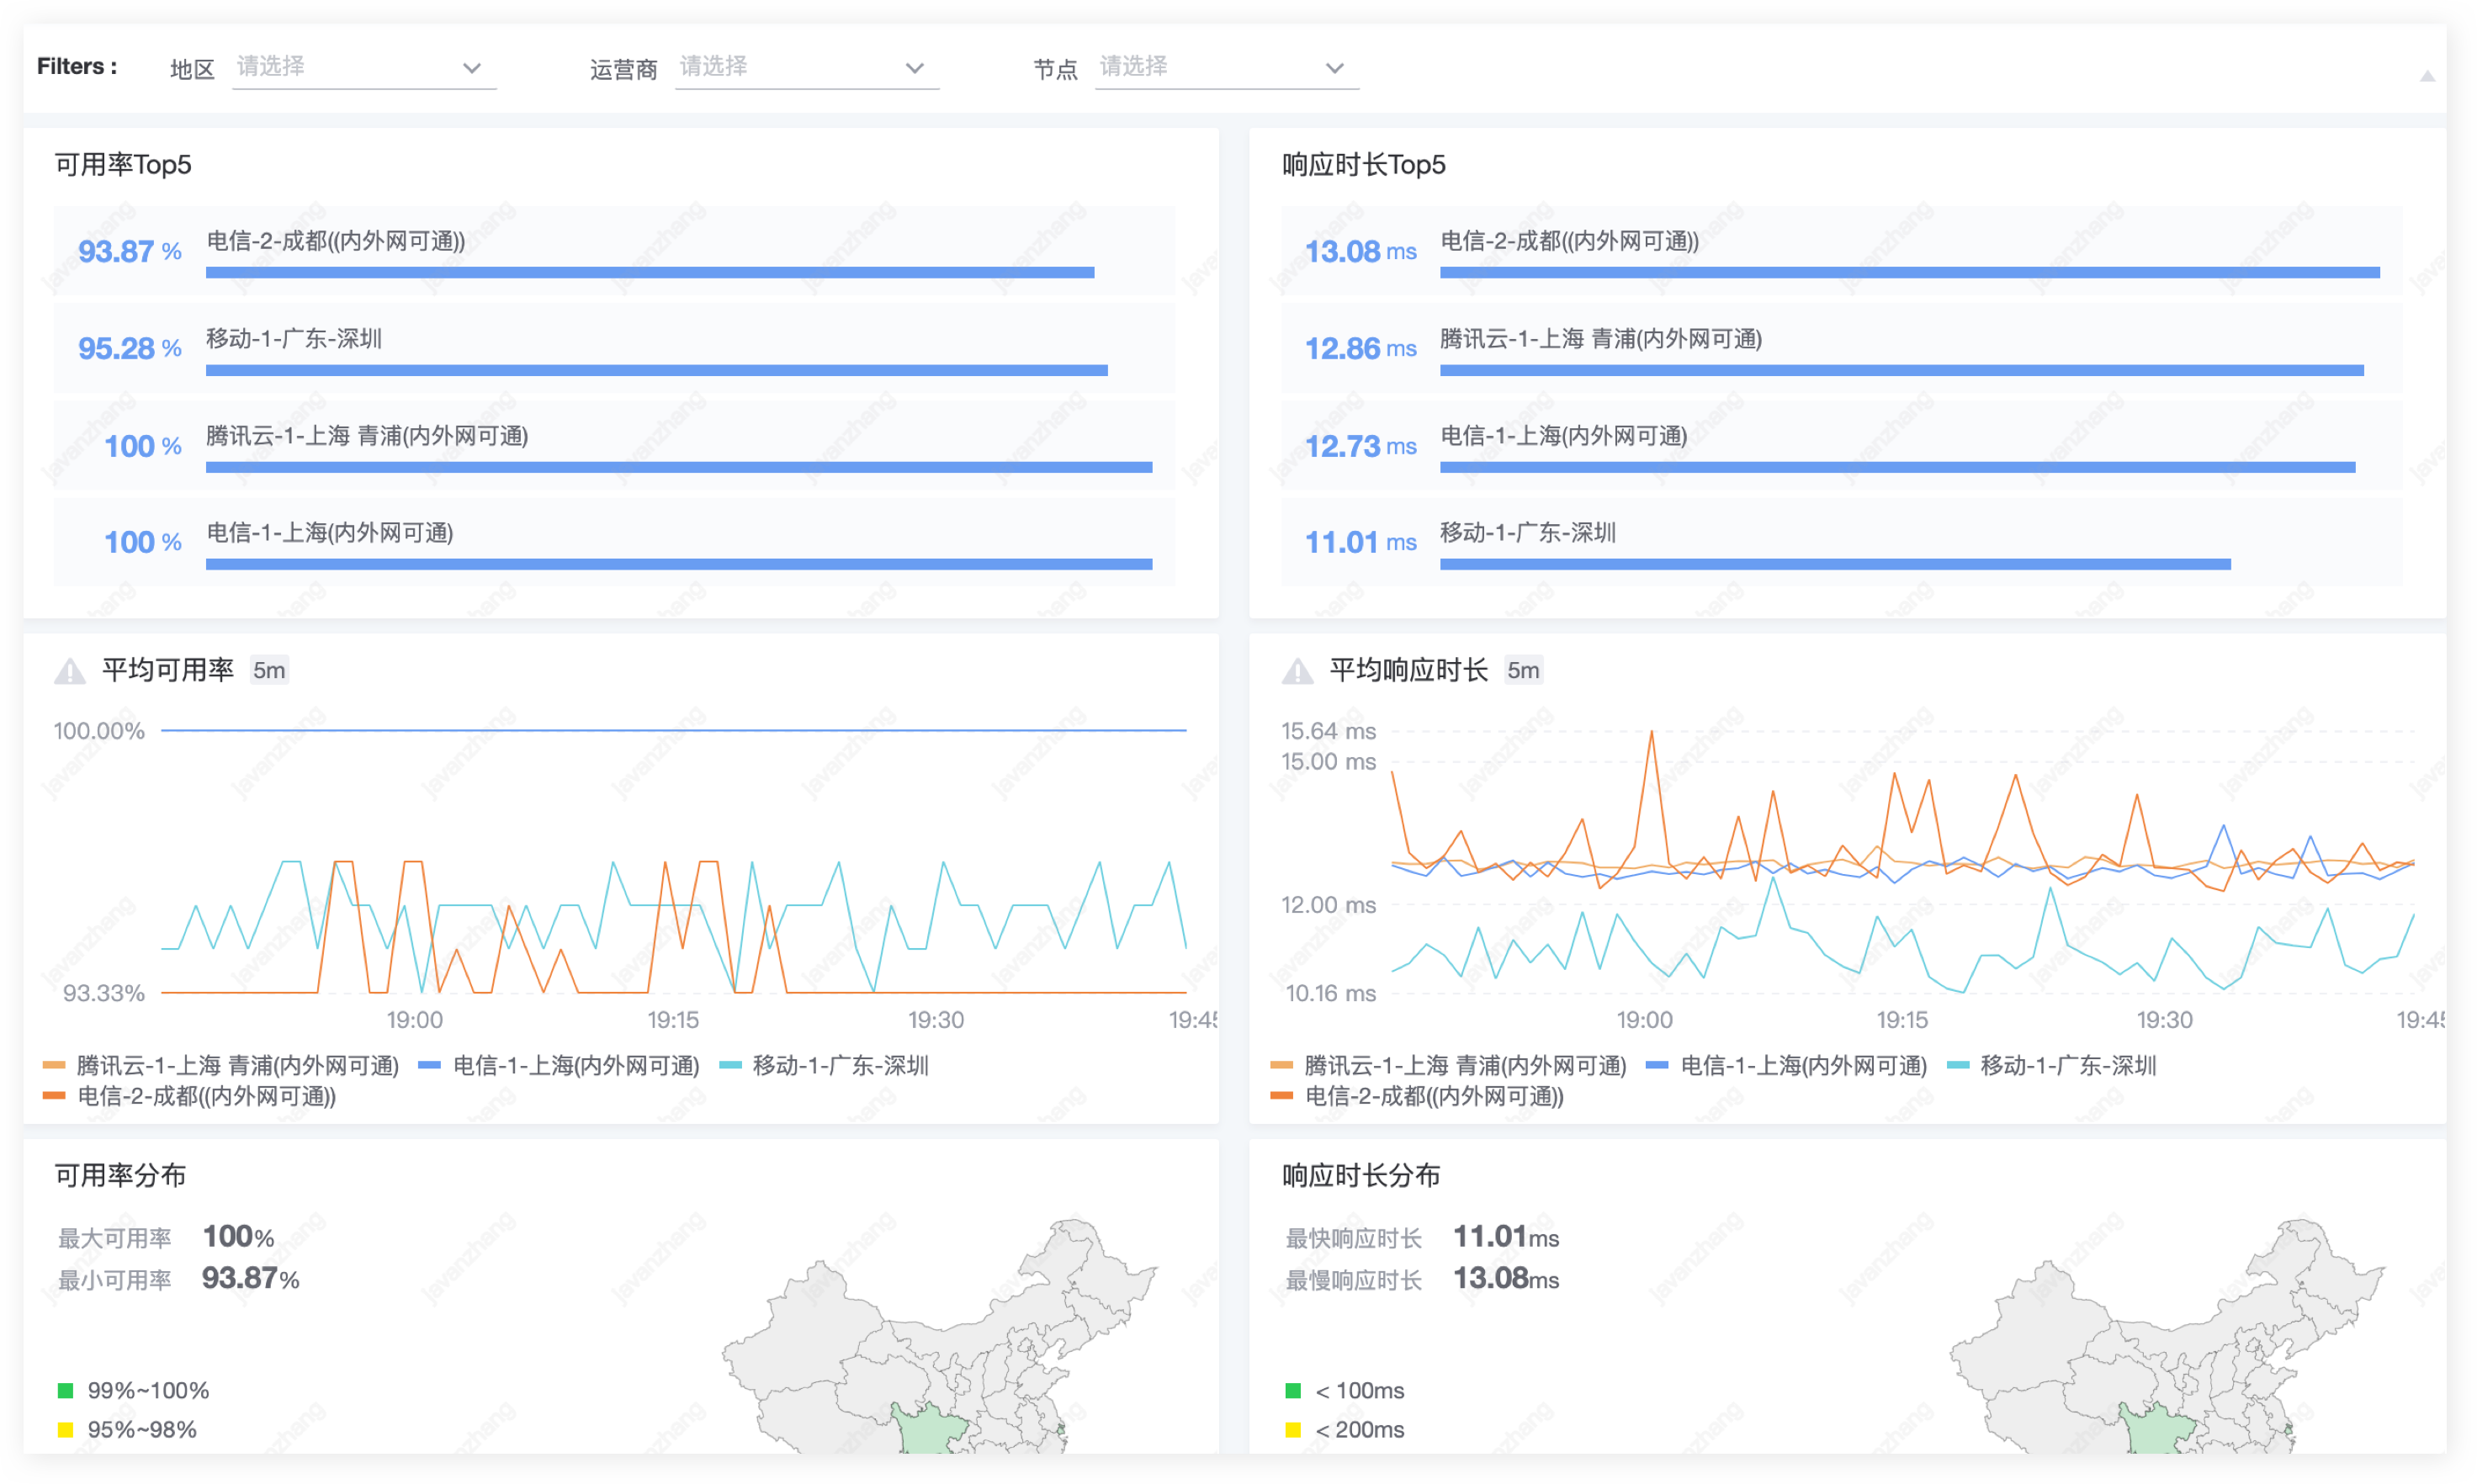 Filters : 地区 请选择 运营商 请选择 节点 请选择
可用率Top5
93.87 % 电信-2-成都((内外网可通))
95.28 % 移动-1-广东-深圳
100 % 腾讯云-1-上海 青浦(内外网可通)
100 % 电信-1-上海(内外网可通)
响应时长Top5
13.08 ms 电信-2-成都((内外网可通))
12.86 ms 腾讯云-1-上海 青浦(内外网可通)
12.73 ms 电信-1-上海(内外网可通)
11.01 ms 移动-1-广东-深圳
平均可用率 5m
100.00%
93.33%
19:00 19:15 19:30 19:45
腾讯云-1-上海 青浦(内外网可通) 电信-1-上海(内外网可通) 移动-1-广东-深圳
电信-2-成都((内外网可通))
平均响应时长 5m
15.64 ms
15.00 ms
12.00 ms
10.16 ms
19:00 19:15 19:30 19:45
腾讯云-1-上海 青浦(内外网可通) 电信-1-上海(内外网可通) 移动-1-广东-深圳
电信-2-成都((内外网可通))
可用率分布
最大可用率 100%
最小可用率 93.87%
99%~100%
95%~98%
响应时长分布
最快响应时长 11.01ms
最慢响应时长 13.08ms
< 100ms
< 200ms
javanzhang